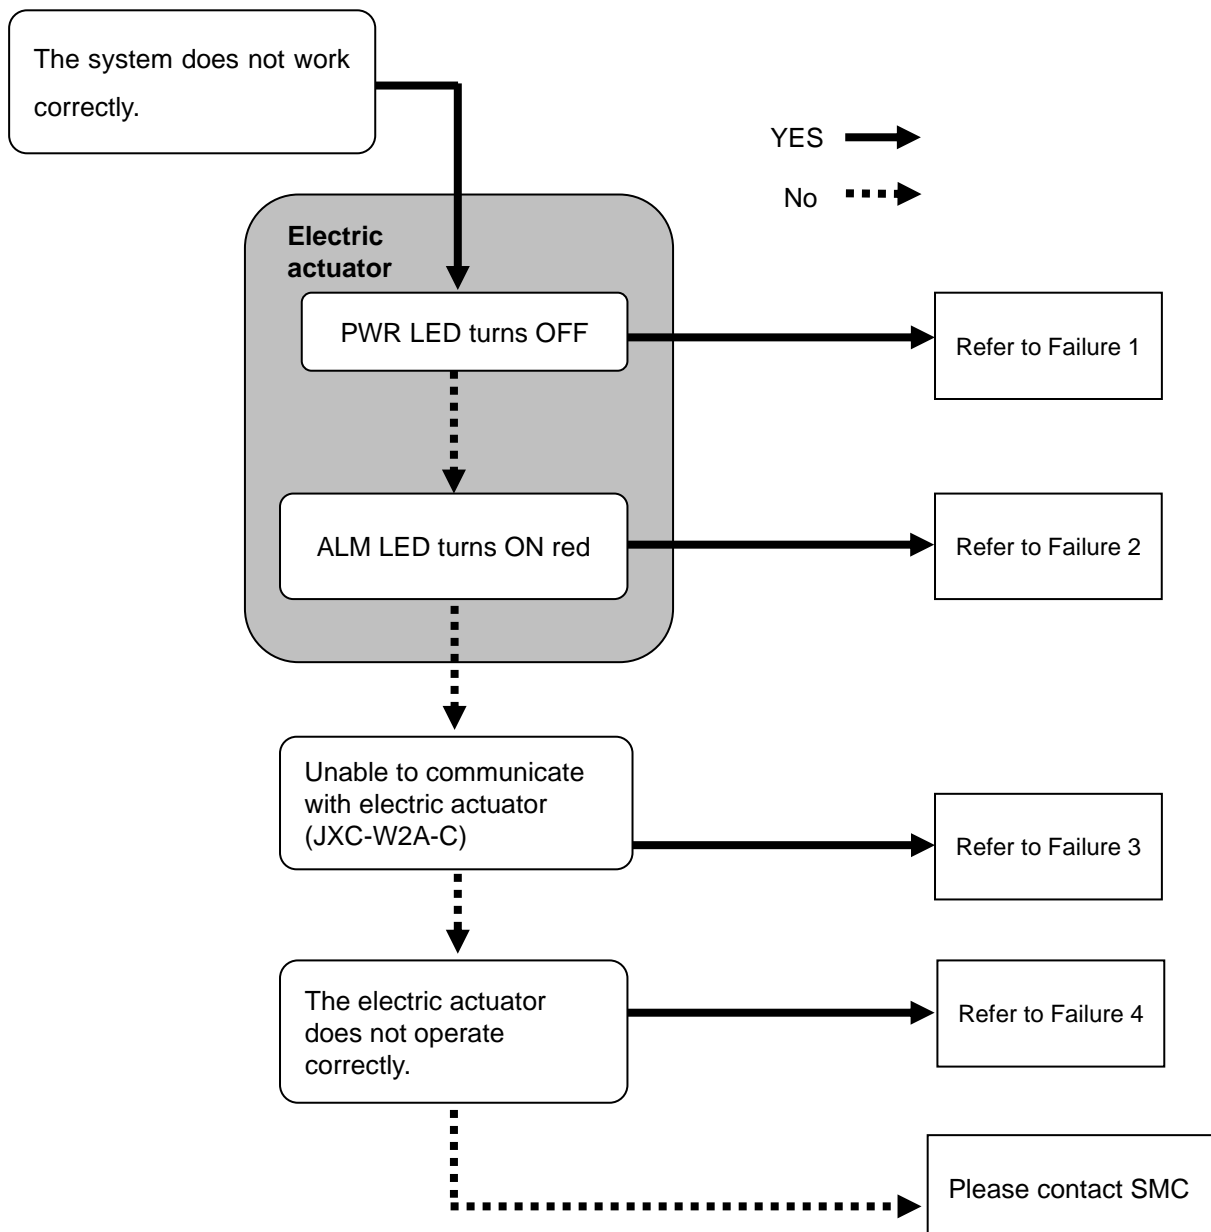 The system does not work
correctly.
YES
No
Electric
actuator
PWR LED turns OFF
Refer to Failure 1
ALM LED turns ON red
Refer to Failure 2
Unable to communicate
with electric actuator
(JXC-W2A-C)
Refer to Failure 3
The electric actuator
does not operate
correctly.
Refer to Failure 4
Please contact SMC